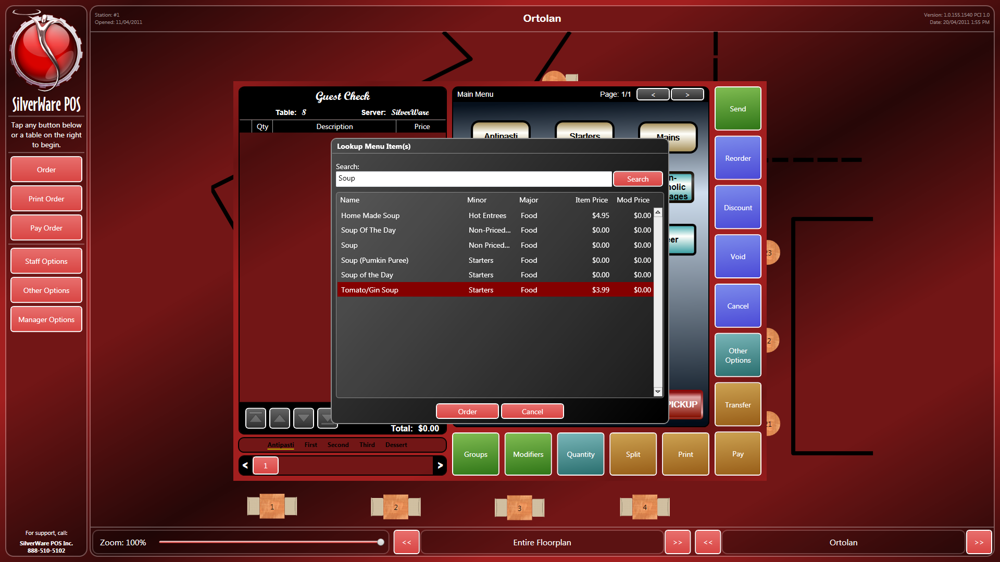 Station: #1
Opened: 11/04/2011
Ortolan
Version: 1.0.155.1540 PCI 1.0
Date: 20/04/2011 1:55 PM
SilverWare POS
Tap any button below
or a table on the right
to begin.
Order
Print Order
Pay Order
Staff Options
Other Options
Manager Options
For support, call:
SilverWare POS Inc.
888-510-5102
Guest Check
Table: 8
Server: SilverWare
Qty Description Price
Main Menu
Page: 1/1 < >
Antipasti Starters Mains
Lookup Menu Item(s)
Search:
Soup Search
Name Minor Major Item Price Mod Price
Home Made Soup Hot Entrees Food $4.95 $0.00
Soup Of The Day Non-Priced... Food $0.00 $0.00
Soup Non Priced... Food $0.00 $0.00
Soup (Pumkin Puree) Starters Food $0.00 $0.00
Soup of the Day Starters Food $0.00 $0.00
Tomato/Gin Soup Starters Food $3.99 $0.00
Order Cancel
n-
olic
ages
er
PICKUP
Total: $0.00
Antipasti First Second Third Dessert
< 1 >
Send
Reorder
Discount
Void
Cancel
Other
Options
Transfer
Pay
Groups Modifiers Quantity Split Print
23
2
21
1 2 3 4
Zoom: 100%
<< Entire Floorplan >>
<< Ortolan >>